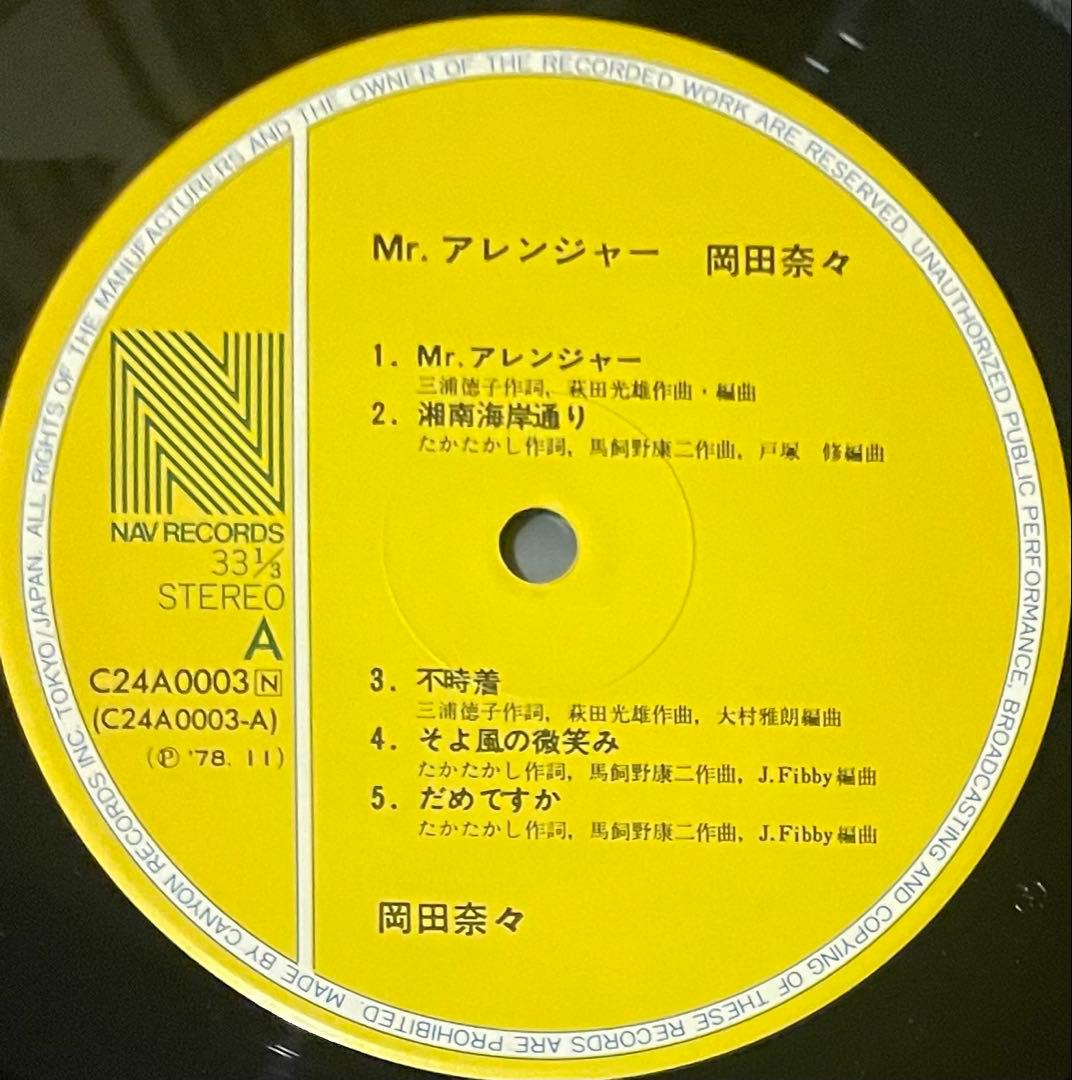 Mr. アレンジャー 岡田奈々
1. Mr. アレンジャー
三浦徳子作詞, 萩田光雄作曲・編曲
2. 湘南海岸通り
たかたかし作詞, 馬飼野康二作曲, 戸塚 修編曲
N
NAV RECORDS
33 1/3
STEREO
A
C24A0003 N
(C24A0003-A)
(Ⓟ '78. 11)
3. 不時着
三浦徳子作詞, 萩田光雄作曲, 大村雅朗編曲
4. そよ風の微笑み
たかたかし作詞, 馬飼野康二作曲, J.Fibby編曲
5. だめですか
たかたかし作詞, 馬飼野康二作曲, J.Fibby編曲
岡田奈々
MADE BY CANYON RECORDS INC. TOKYO/JAPAN. ALL RIGHTS OF THE MANUFACTURERS AND THE OWNER OF THE RECORDED WORK ARE RESERVED. UNAUTHORIZED PUBLIC PERFORMANCE, BROADCASTING AND COPYING OF THESE RECORDS ARE PROHIBITED.